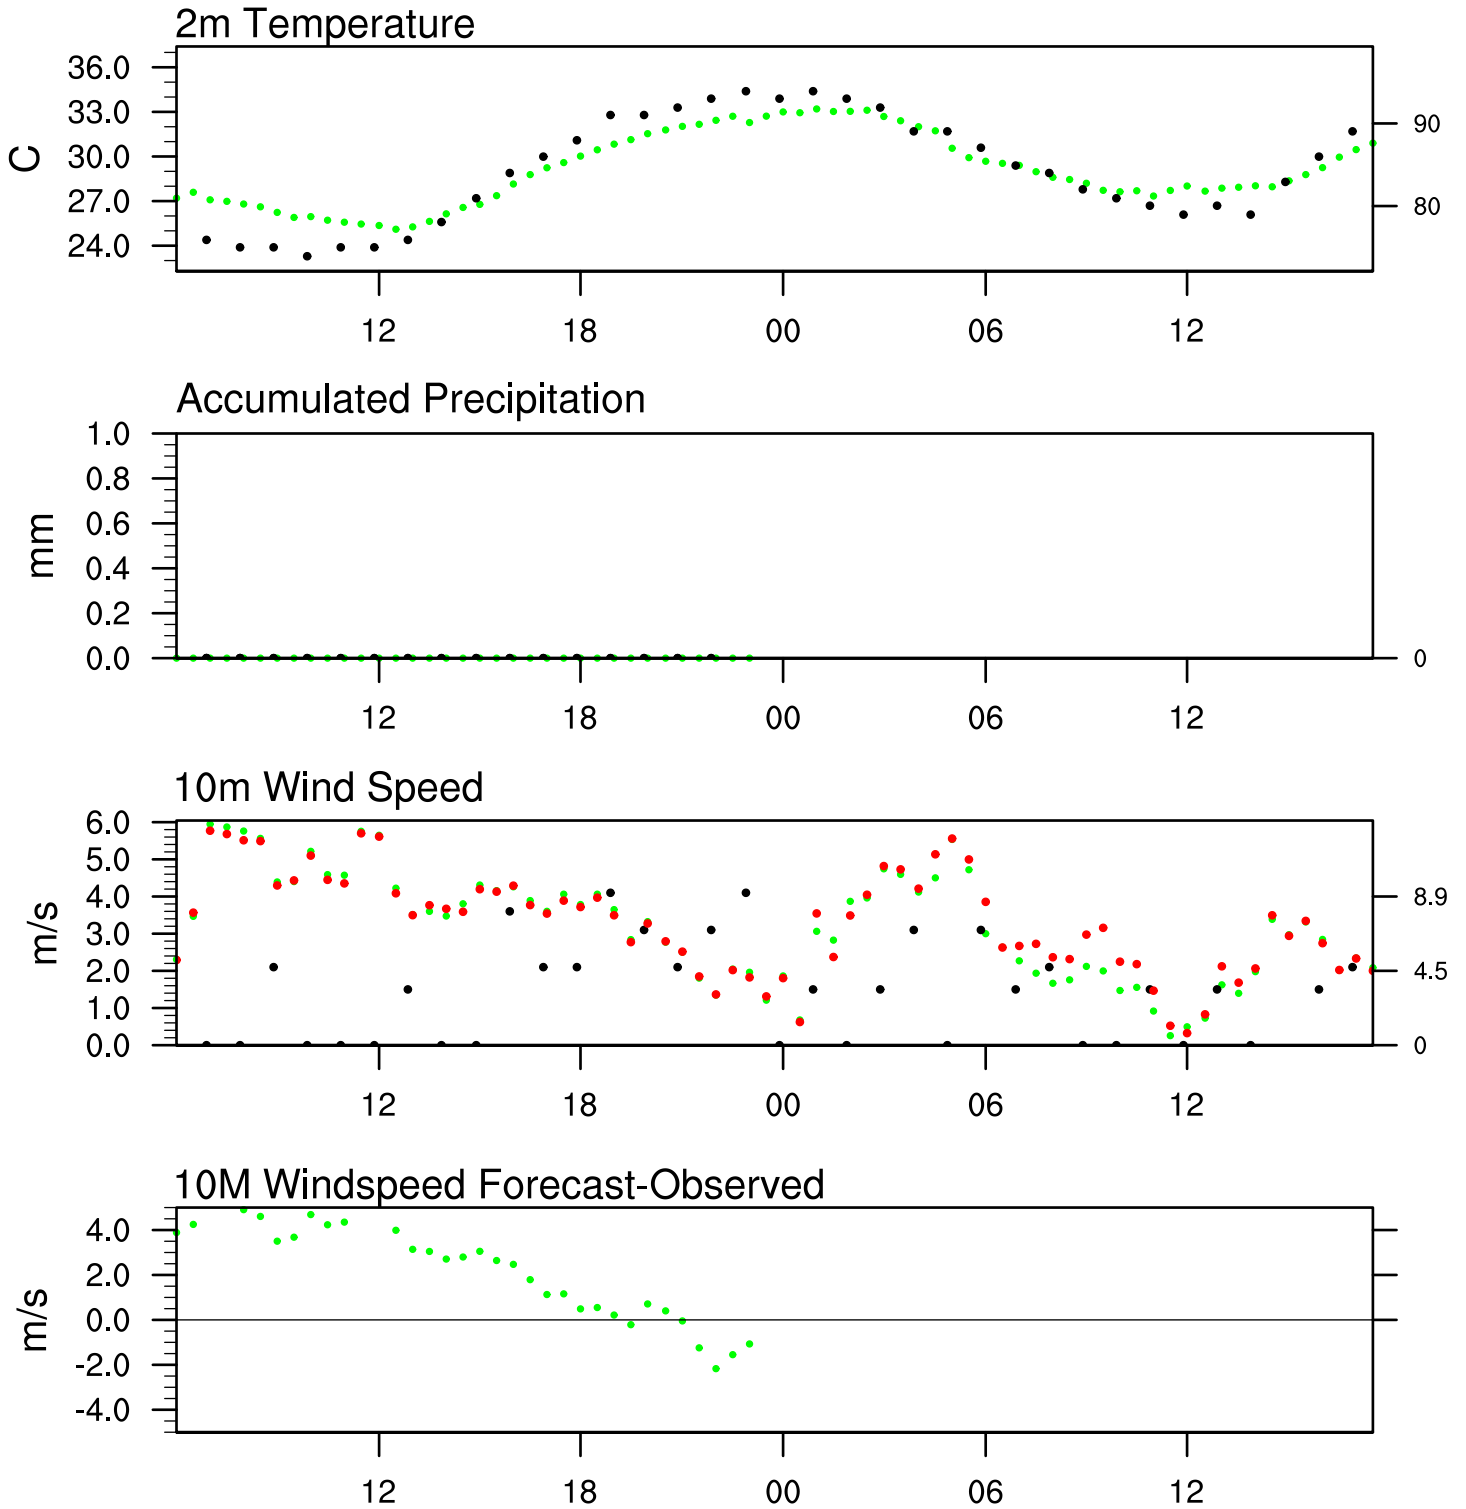 2m Temperature
36.0
33.0
30.0
27.0
24.0
C
90
80
12 18 00 06 12
Accumulated Precipitation
1.0
0.8
0.6
0.4
0.2
0.0
mm
0
12 18 00 06 12
10m Wind Speed
6.0
5.0
4.0
3.0
2.0
1.0
0.0
m/s
8.9
4.5
0
12 18 00 06 12
10M Windspeed Forecast-Observed
4.0
2.0
0.0
-2.0
-4.0
m/s
12 18 00 06 12